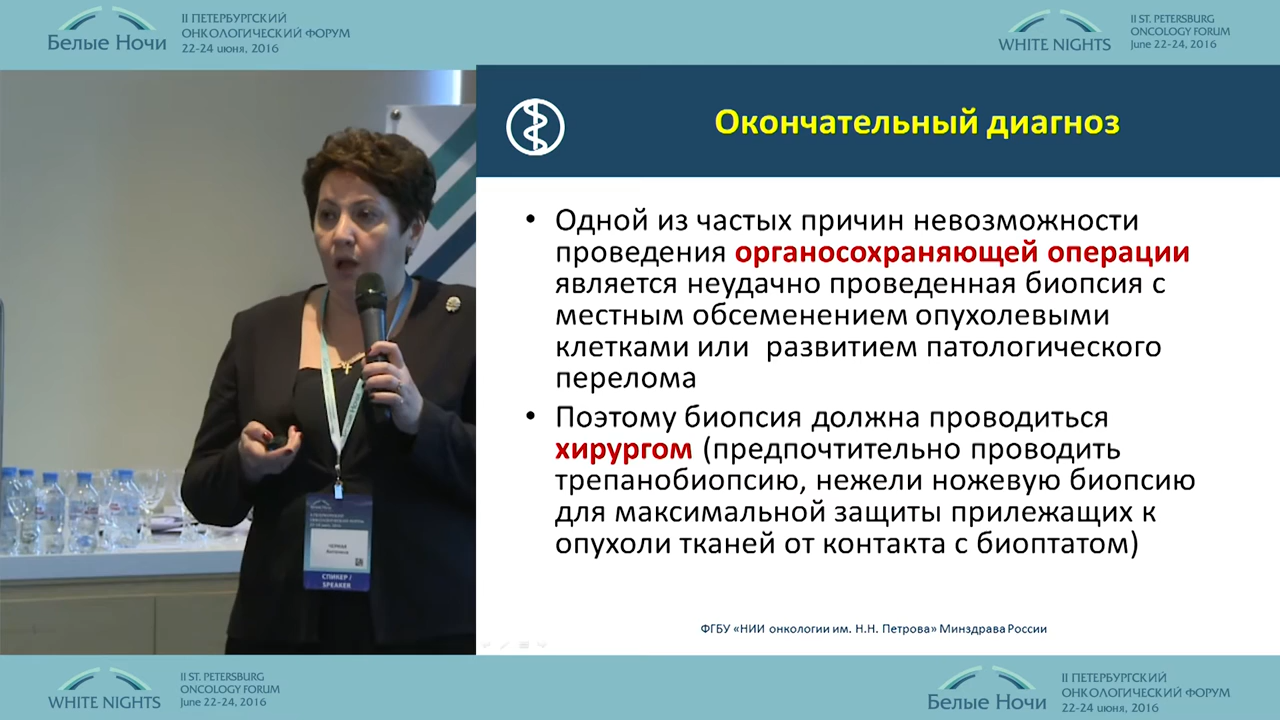 Белые Ночи
II ПЕТЕРБУРГСКИЙ
ОНКОЛОГИЧЕСКИЙ ФОРУМ
22-24 июня, 2016
WHITE NIGHTS
II ST. PETERSBURG
ONCOLOGY FORUM
June 22-24, 2016
Окончательный диагноз
• Одной из частых причин невозможности
проведения органосохраняющей операции
является неудачно проведенная биопсия с
местным обсеменением опухолевыми
клетками или развитием патологического
перелома
• Поэтому биопсия должна проводиться
хирургом (предпочтительно проводить
трепанобиопсию, нежели ножевую биопсию
для максимальной защиты прилежащих к
опухоли тканей от контакта с биоптатом)
ФГБУ «НИИ онкологии им. Н.Н. Петрова» Минздрава России
СПИКЕР /
SPEAKER
WHITE NIGHTS
II ST. PETERSBURG
ONCOLOGY FORUM
June 22-24, 2016
Белые Ночи
II ПЕТЕРБУРГСКИЙ
ОНКОЛОГИЧЕСКИЙ ФОРУМ
22-24 июня, 2016